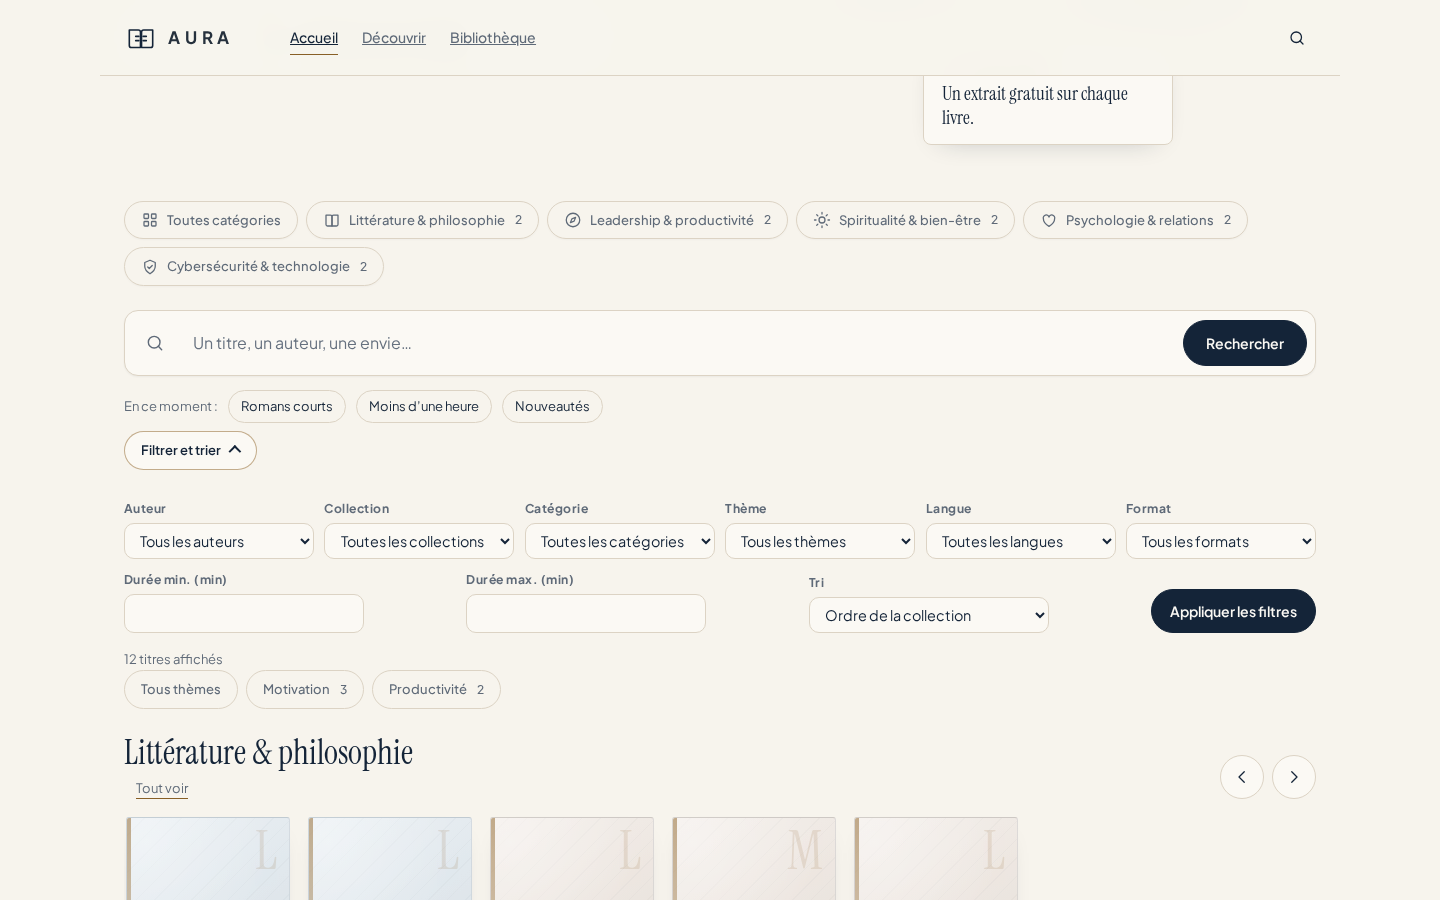 AURA
Accueil Découvrir Bibliothèque
Un extrait gratuit sur chaque
livre.
Toutes catégories Littérature & philosophie 2 Leadership & productivité 2 Spiritualité & bien-être 2 Psychologie & relations 2
Cybersécurité & technologie 2
Un titre, un auteur, une envie… Rechercher
En ce moment : Romans courts Moins d’une heure Nouveautés
Filtrer et trier
Auteur Collection Catégorie Thème Langue Format
Tous les auteurs Toutes les collections Toutes les catégories Tous les thèmes Toutes les langues Tous les formats
Durée min. (min) Durée max. (min) Tri
Ordre de la collection Appliquer les filtres
12 titres affichés
Tous thèmes Motivation 3 Productivité 2
Littérature & philosophie
Tout voir
L L L M L